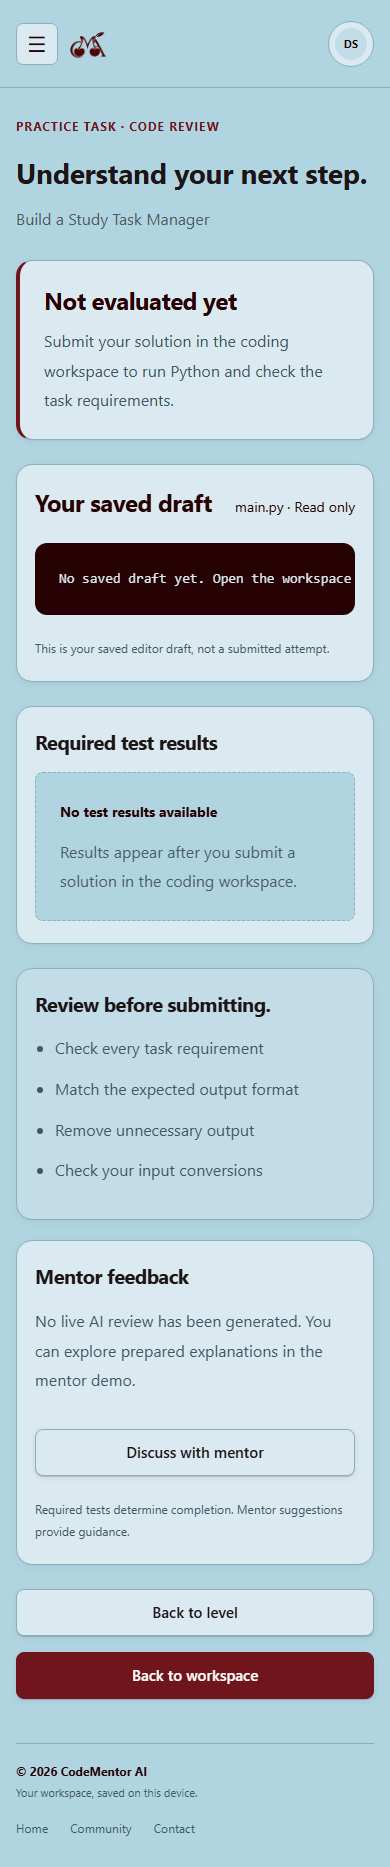 ☰
DS
PRACTICE TASK · CODE REVIEW
Understand your next step.
Build a Study Task Manager
Not evaluated yet
Submit your solution in the coding
workspace to run Python and check the
task requirements.
Your saved draft
main.py · Read only
No saved draft yet. Open the workspace
This is your saved editor draft, not a submitted attempt.
Required test results
No test results available
Results appear after you submit a
solution in the coding workspace.
Review before submitting.
• Check every task requirement
• Match the expected output format
• Remove unnecessary output
• Check your input conversions
Mentor feedback
No live AI review has been generated. You
can explore prepared explanations in the
mentor demo.
Discuss with mentor
Required tests determine completion. Mentor suggestions
provide guidance.
Back to level
Back to workspace
© 2026 CodeMentor AI
Your workspace, saved on this device.
Home Community Contact